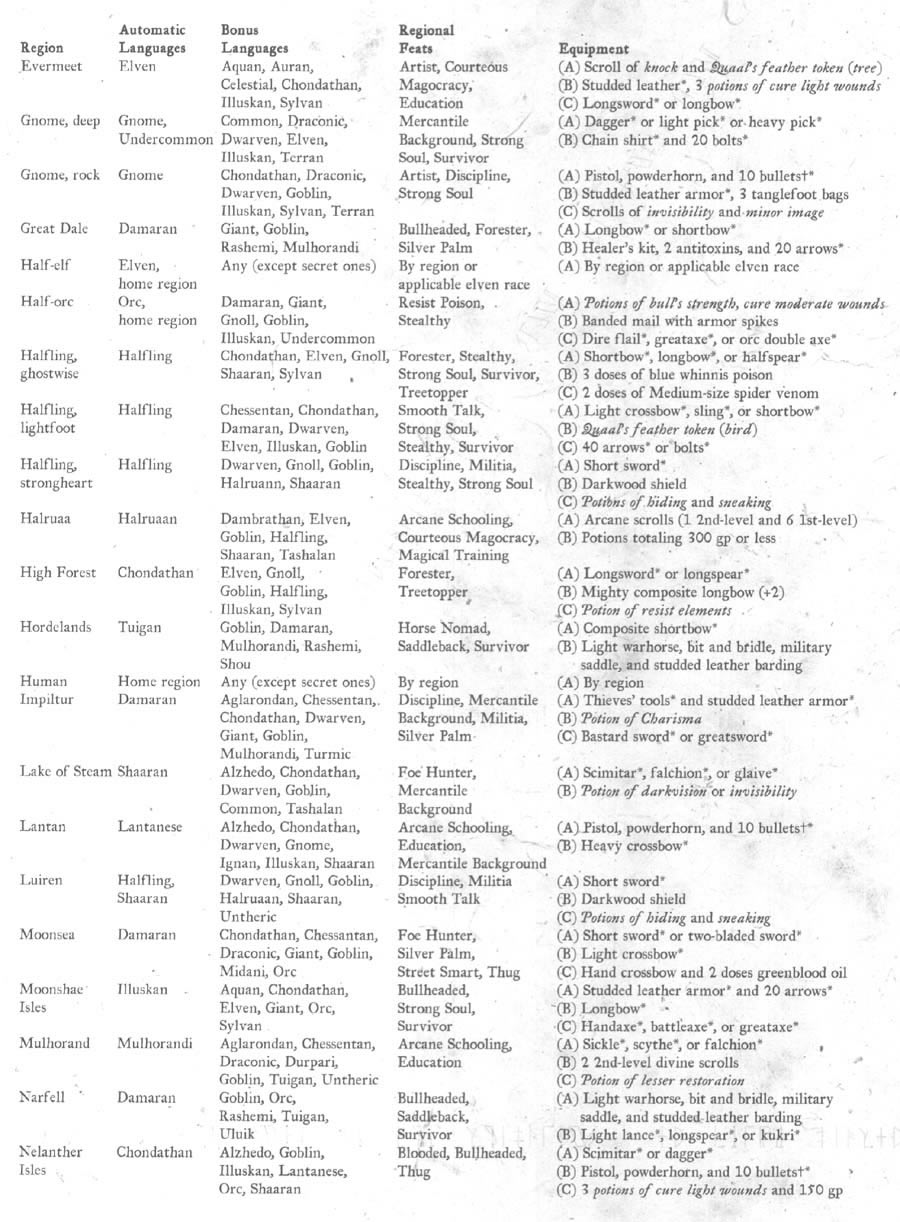 Automatic Bonus Regional
Region Languages Languages Feats Equipment
Evermeet Elven Aquan, Auran, Artist, Courteous (A) Scroll of knock and Quaal's feather token (tree)
Celestial, Chondathan, Magocracy, (B) Studded leather*, 3 potions of cure light wounds
Illuskan, Sylvan Education (C) Longsword* or longbow*
Gnome, deep Gnome, Common, Draconic, Mercantile (A) Dagger* or light pick* or heavy pick*
Undercommon Dwarven, Elven, Background, Strong (B) Chain shirt* and 20 bolts*
Illuskan, Terran Soul, Survivor
Gnome, rock Gnome Chondathan, Draconic, Artist, Discipline, (A) Pistol, powderhorn, and 10 bullets†*
Dwarven, Goblin, Strong Soul (B) Studded leather armor*, 3 tanglefoot bags
Illuskan, Sylvan, Terran (C) Scrolls of invisibility and minor image
Great Dale Damaran Giant, Goblin, Bullheaded, Forester, (A) Longbow* or shortbow*
Rashemi, Mulhorandi Silver Palm (B) Healer's kit, 2 antitoxins, and 20 arrows*
Half-elf Elven, Any (except secret ones) By region or (A) By region or applicable elven race
home region applicable elven race
Half-orc Orc, Damaran, Giant, Resist Poison, (A) Potions of bull's strength, cure moderate wounds
home region Gnoll, Goblin, Stealthy (B) Banded mail with armor spikes
Illuskan, Undercommon (C) Dire flail*, greataxe*, or orc double axe*
Halfling, Halfling Chondathan, Elven, Gnoll, Forester, Stealthy, (A) Shortbow*, longbow*, or halfspear*
ghostwise Shaaran, Sylvan Strong Soul, Survivor, (B) 3 doses of blue whinnis poison
Treetopper (C) 2 doses of Medium-size spider venom
Halfling, Halfling Chessentan, Chondathan, Smooth Talk, (A) Light crossbow*, sling*, or shortbow*
lightfoot Damaran, Dwarven, Strong Soul, (B) Quaal's feather token (bird)
Elven, Illuskan, Goblin Stealthy, Survivor (C) 40 arrows* or bolts*
Halfling, Halfling Dwarven, Gnoll, Goblin, Discipline, Militia, (A) Short sword*
strongheart Halruann, Shaaran Stealthy, Strong Soul (B) Darkwood shield
(C) Potions of hiding and sneaking
Halruaa Halruaan Dambrathan, Elven, Arcane Schooling, (A) Arcane scrolls (1 2nd-level and 6 1st-level)
Goblin, Halfling, Courteous Magocracy, (B) Potions totaling 300 gp or less
Shaaran, Tashalan Magical Training
High Forest Chondathan Elven, Gnoll, Forester, (A) Longsword* or longspear*
Goblin, Halfling, Treetopper (B) Mighty composite longbow (+2)
Illuskan, Sylvan (C) Potion of resist elements
Hordelands Tuigan Goblin, Damaran, Horse Nomad, (A) Composite shortbow*
Mulhorandi, Rashemi, Saddleback, Survivor (B) Light warhorse, bit and bridle, military
Shou saddle, and studded leather barding
Human Home region Any (except secret ones) By region (A) By region
Impiltur Damaran Aglarondan, Chessentan, Discipline, Mercantile (A) Thieves' tools* and studded leather armor*
Chondathan, Dwarven, Background, Militia, (B) Potion of Charisma
Giant, Goblin, Silver Palm (C) Bastard sword* or greatsword*
Mulhorandi, Turmic
Lake of Steam Shaaran Alzhedo, Chondathan, Foe Hunter, (A) Scimitar*, falchion*, or glaive*
Dwarven, Goblin, Mercantile (B) Potion of darkvision or invisibility
Common, Tashalan Background
Lantan Lantanese Alzhedo, Chondathan, Arcane Schooling, (A) Pistol, powderhorn, and 10 bullets†*
Dwarven, Gnome, Education, (B) Heavy crossbow*
Ignan, Illuskan, Shaaran Mercantile Background
Luiren Halfling, Dwarven, Gnoll, Goblin, Discipline, Militia (A) Short sword*
Shaaran Halruaan, Shaaran, Smooth Talk (B) Darkwood shield
Untheric (C) Potions of hiding and sneaking
Moonsea Damaran Chondathan, Chessantan, Foe Hunter, (A) Short sword* or two-bladed sword*
Draconic, Giant, Goblin, Silver Palm, (B) Light crossbow*
Midani, Orc Street Smart, Thug (C) Hand crossbow and 2 doses greenblood oil
Moonshae Illuskan Aquan, Chondathan, Bullheaded, (A) Studded leather armor* and 20 arrows*
Isles Elven, Giant, Orc, Strong Soul, (B) Longbow*
Sylvan Survivor (C) Handaxe*, battleaxe*, or greataxe*
Mulhorand Mulhorandi Aglarondan, Chessentan, Arcane Schooling, (A) Sickle*, scythe*, or falchion*
Draconic, Durpari, Education (B) 2 2nd-level divine scrolls
Goblin, Tuigan, Untheric (C) Potion of lesser restoration
Narfell Damaran Goblin, Orc, Bullheaded, (A) Light warhorse, bit and bridle, military
Rashemi, Tuigan, Saddleback, saddle, and studded leather barding
Uluik Survivor (B) Light lance*, longspear*, or kukri*
Nelanther Chondathan Alzhedo, Goblin, Blooded, Bullheaded, (A) Scimitar* or dagger*
Isles Illuskan, Lantanese, Thug (B) Pistol, powderhorn, and 10 bullets†*
Orc, Shaaran (C) 3 potions of cure light wounds and 150 gp